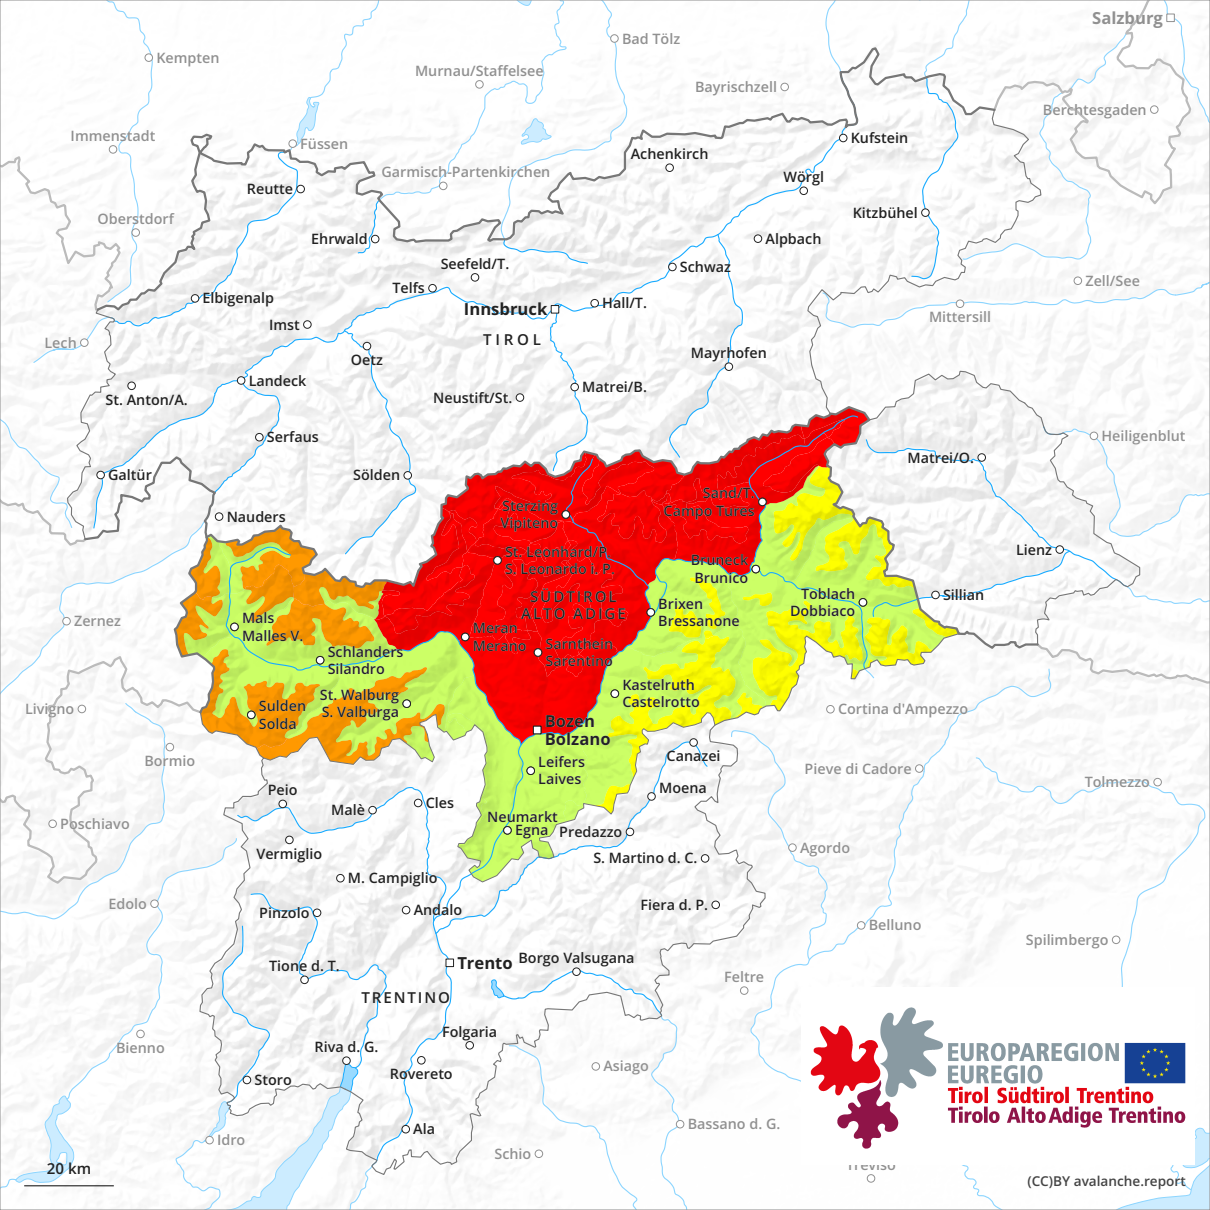 Salzburg
Bad Tölz
Kempten
Murnau/Staffelsee
Bayrischzell
Berchtesgaden
Immenstadt
Füssen
Kufstein
Achenkirch
Garmisch-Partenkirchen
Wörgl
Reutte
Kitzbühel
Oberstdorf
Ehrwald
Alpbach
Seefeld/T.
Schwaz
Zell/See
Telfs
Elbigenalp
Innsbruck
Hall/T.
Mittersill
Imst
TIROL
Lech
Oetz
Mayrhofen
Landeck
Matrei/B.
St. Anton/A.
Neustift/St.
Serfaus
Heiligenblut
Matrei/O.
Galtür
Sölden
Sand/T.
Campo Tures
Sterzing
Vipiteno
Nauders
St. Leonhard/P.
S. Leonardo i. P.
Lienz
Bruneck
Brunico
SÜDTIROL
ALTO ADIGE
Toblach
Dobbiaco
Sillian
Brixen
Bressanone
Zernez
Mals
Malles V.
Meran
Merano
Sarnthein
Sarentino
Schlanders
Silandro
Kastelruth
Castelrotto
St. Walburg
S. Valburga
Livigno
Sulden
Solda
Cortina d'Ampezzo
Bozen
Bolzano
Canazei
Bormio
Leifers
Laives
Pieve di Cadore
Tolmezzo
Peio
Moena
Malè
Cles
Neumarkt
Egna
Poschiavo
Predazzo
Vermiglio
Agordo
S. Martino d. C.
M. Campiglio
Edolo
Pinzolo
Andalo
Fiera d. P.
Belluno
Spilimbergo
Trento
Borgo Valsugana
Tione d. T.
Feltre
TRENTINO
Folgaria
Bienno
Riva d. G.
Rovereto
Asiago
Storo
EUROPAREGION
EUREGIO
Tirol Südtirol Trentino
Tirolo Alto Adige Trentino
Ala
Bassano d. G.
Idro
Schio
Treviso
20 km
(CC)BY avalanche.report